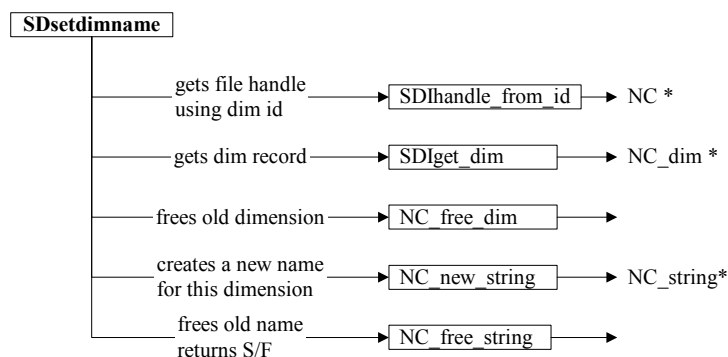 SDsetdimname
gets file handle
using dim id
SDIhandle_from_id
NC *
gets dim record
SDIget_dim
NC_dim *
frees old dimension
NC_free_dim
creates a new name
for this dimension
NC_new_string
NC_string*
frees old name
returns S/F
NC_free_string